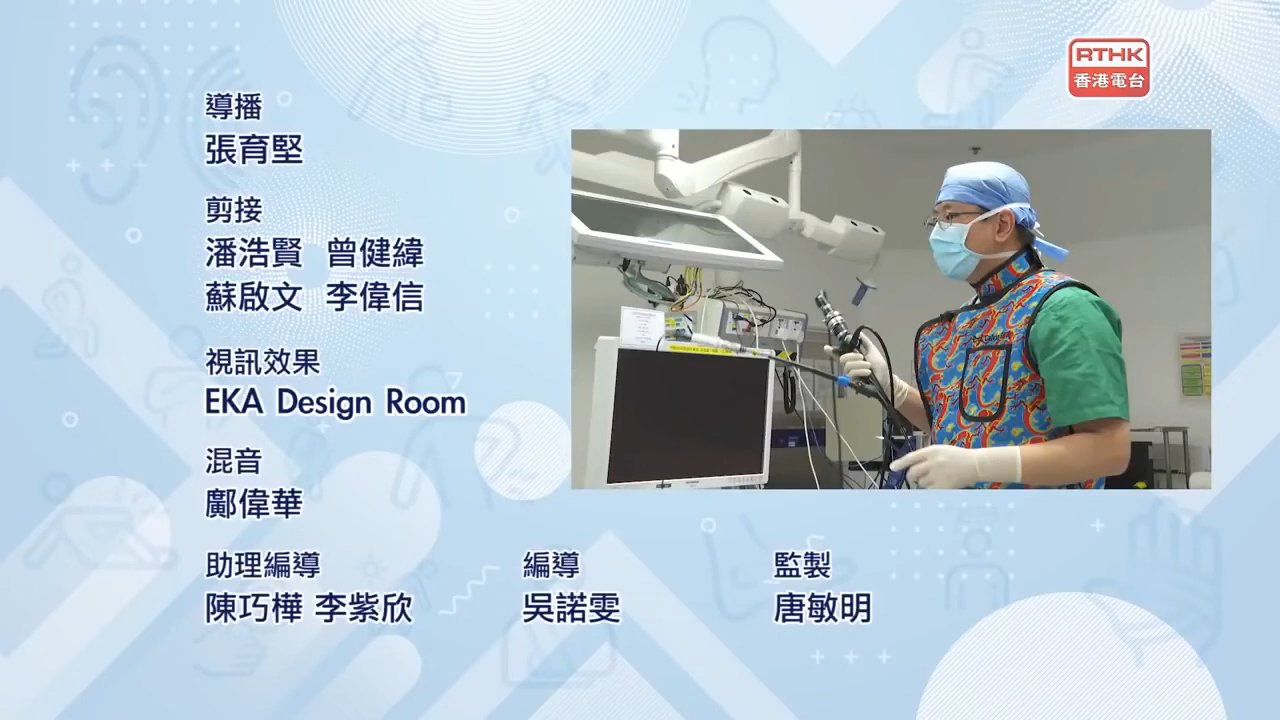 RTHK
香港電台
導播
張育堅
剪接
潘浩賢 曾健緯
蘇啟文 李偉信
視訊效果
EKA Design Room
混音
鄺偉華
助理編導
陳巧樺 李紫欣
編導
吳諾雯
監製
唐敏明